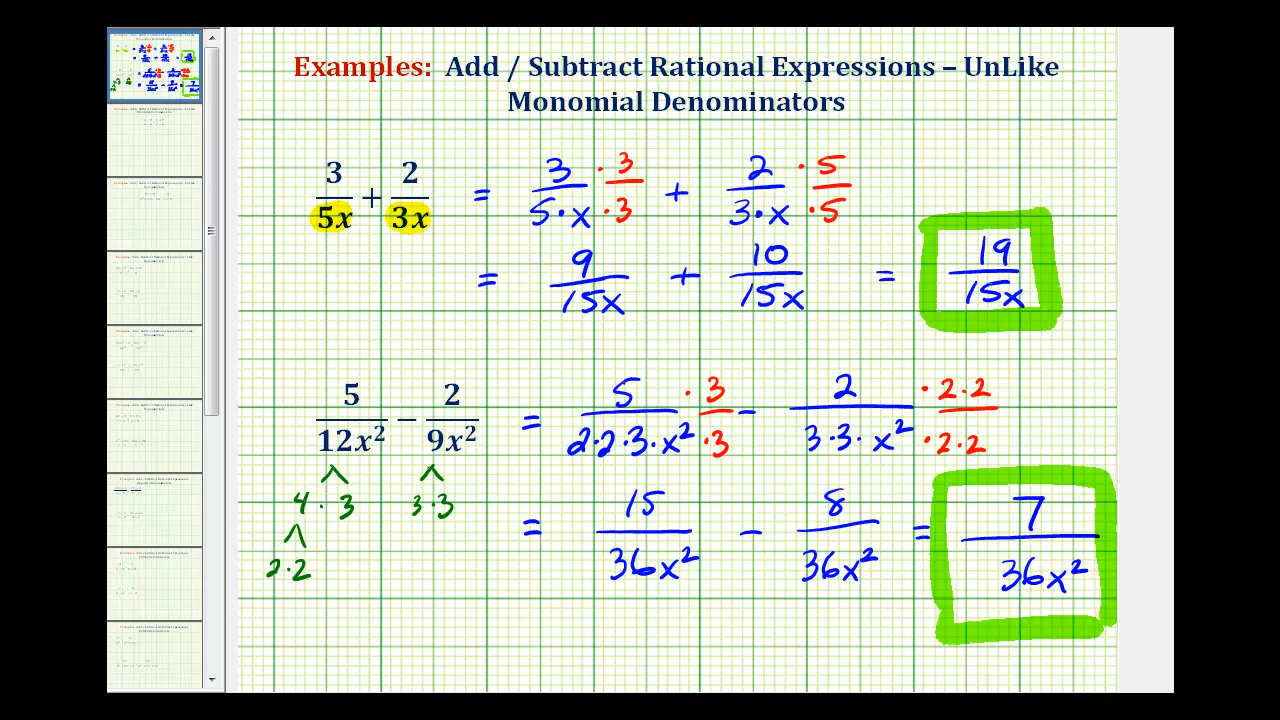 Examples: Add / Subtract Rational Expressions – UnLike
Monomial Denominators
3/5x + 2/3x = 3/5·x ·3/·3 + 2/3·x ·5/·5
= 9/15x + 10/15x = 19/15x
5/12x² − 2/9x² = 5/2·2·3·x² ·3/·3 − 2/3·3·x² ·2·2/·2·2
4·3 3·3
2·2
= 15/36x² − 8/36x² = 7/36x²